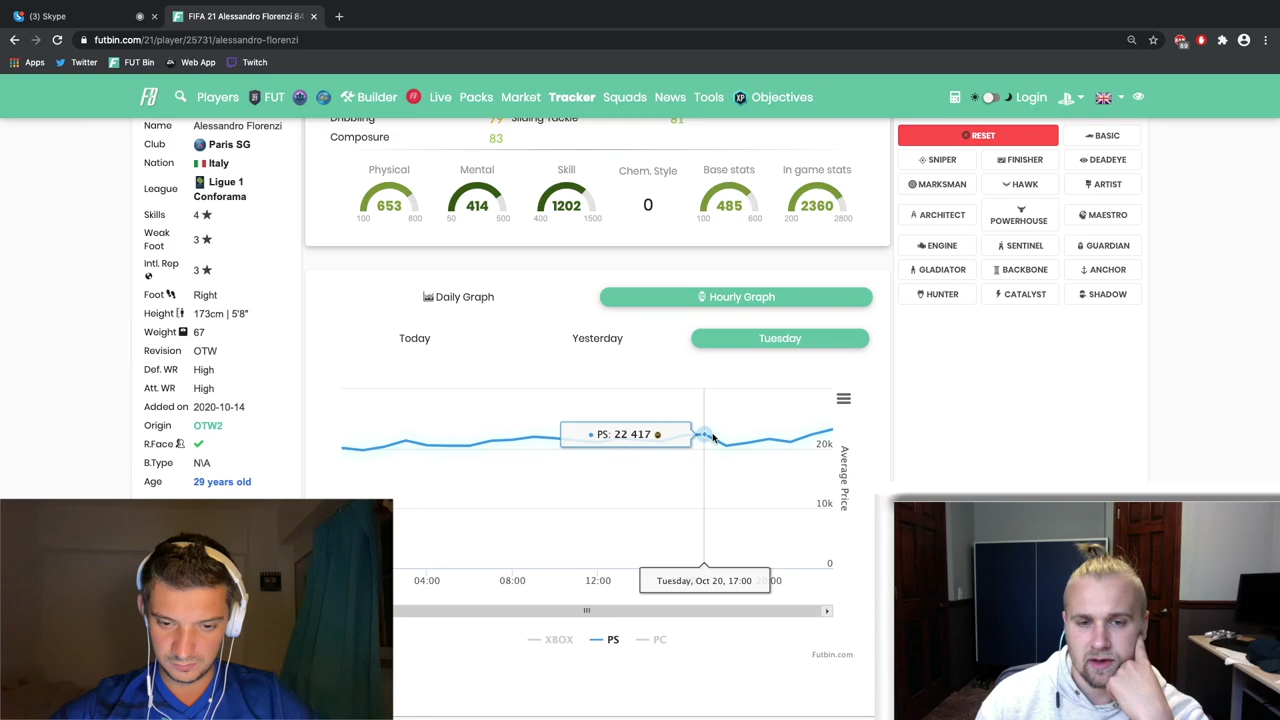 (3) Skype
FIFA 21 Alessandro Florenzi 84
futbin.com/21/player/25731/alessandro-florenzi
89
Apps Twitter FUT Bin Web App Twitch
Players FUT Builder Live Packs Market Tracker Squads News Tools XP Objectives Login
Name Alessandro Florenzi
Club Paris SG
Nation Italy
League Ligue 1 Conforama
Skills 4
Weak Foot 3
Intl. Rep 3
Foot Right
Height 173cm | 5'8"
Weight 67
Revision OTW
Def. WR High
Att. WR High
Added on 2020-10-14
Origin OTW2
R.Face
B.Type N\A
Age 29 years old
Dribbling 79 Sliding Tackle 81
Composure 83
Physical Mental Skill Chem. Style Base stats In game stats
653 414 1202 0 485 2360
100 800 50 500 400 1500 100 600 200 2800
Daily Graph Hourly Graph
Today Yesterday Tuesday
PS: 22 417
20k
10k
0
Average Price
04:00 08:00 12:00 20:00
Tuesday, Oct 20, 17:00
XBOX PS PC
Futbin.com
RESET BASIC
SNIPER FINISHER DEADEYE
MARKSMAN HAWK ARTIST
ARCHITECT POWERHOUSE MAESTRO
ENGINE SENTINEL GUARDIAN
GLADIATOR BACKBONE ANCHOR
HUNTER CATALYST SHADOW